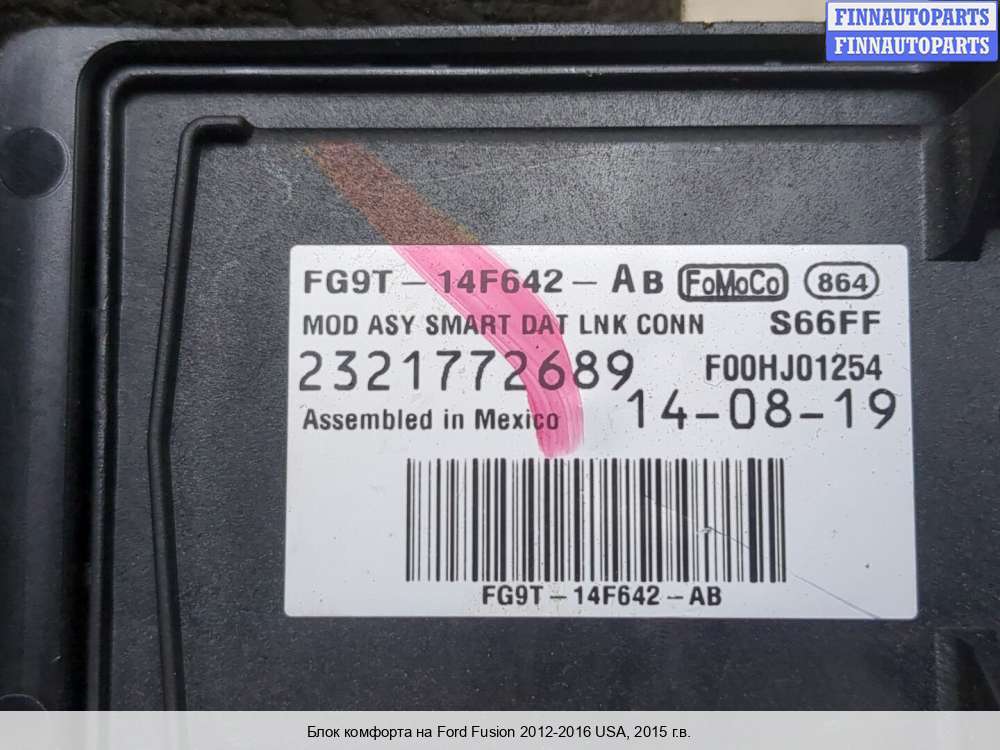 FINNAUTOPARTS
FINNAUTOPARTS
FG9T - 14F642 - AB FoMoCo 864
MOD ASY SMART DAT LNK CONN S66FF
2321772689 F00HJ01254
Assembled in Mexico 14-08-19
FG9T - 14F642 - AB
Блок комфорта на Ford Fusion 2012-2016 USA, 2015 г.в.